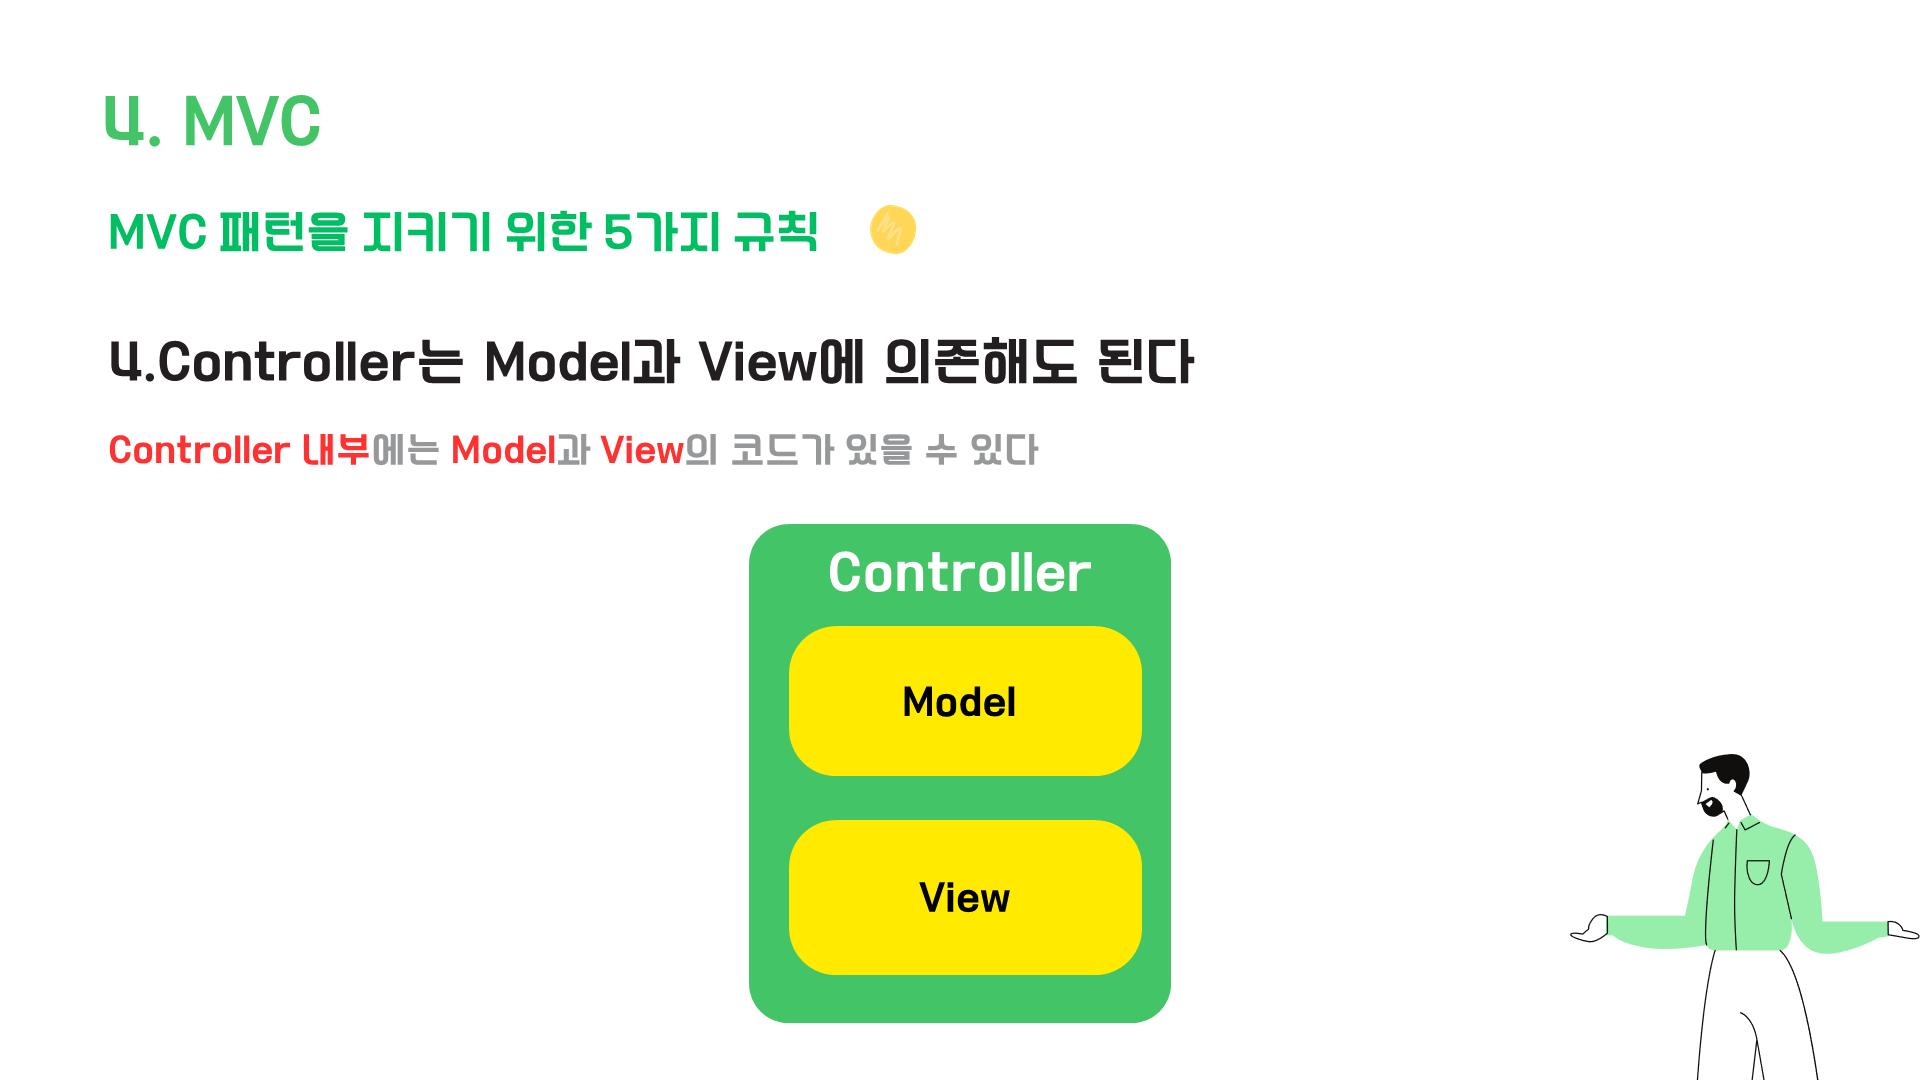 4. MVC
MVC 패턴을 지키기 위한 5가지 규칙
4.Controller는 Model과 View에 의존해도 된다
Controller 내부에는 Model과 View의 코드가 있을 수 있다
Controller
Model
View